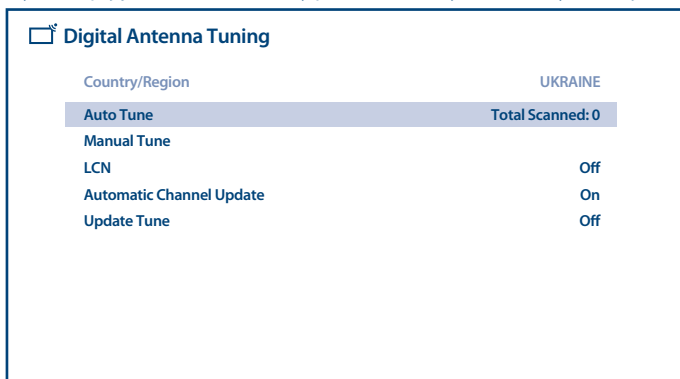 Digital Antenna Tuning
Country/Region UKRAINE
Auto Tune Total Scanned: 0
Manual Tune
LCN Off
Automatic Channel Update On
Update Tune Off